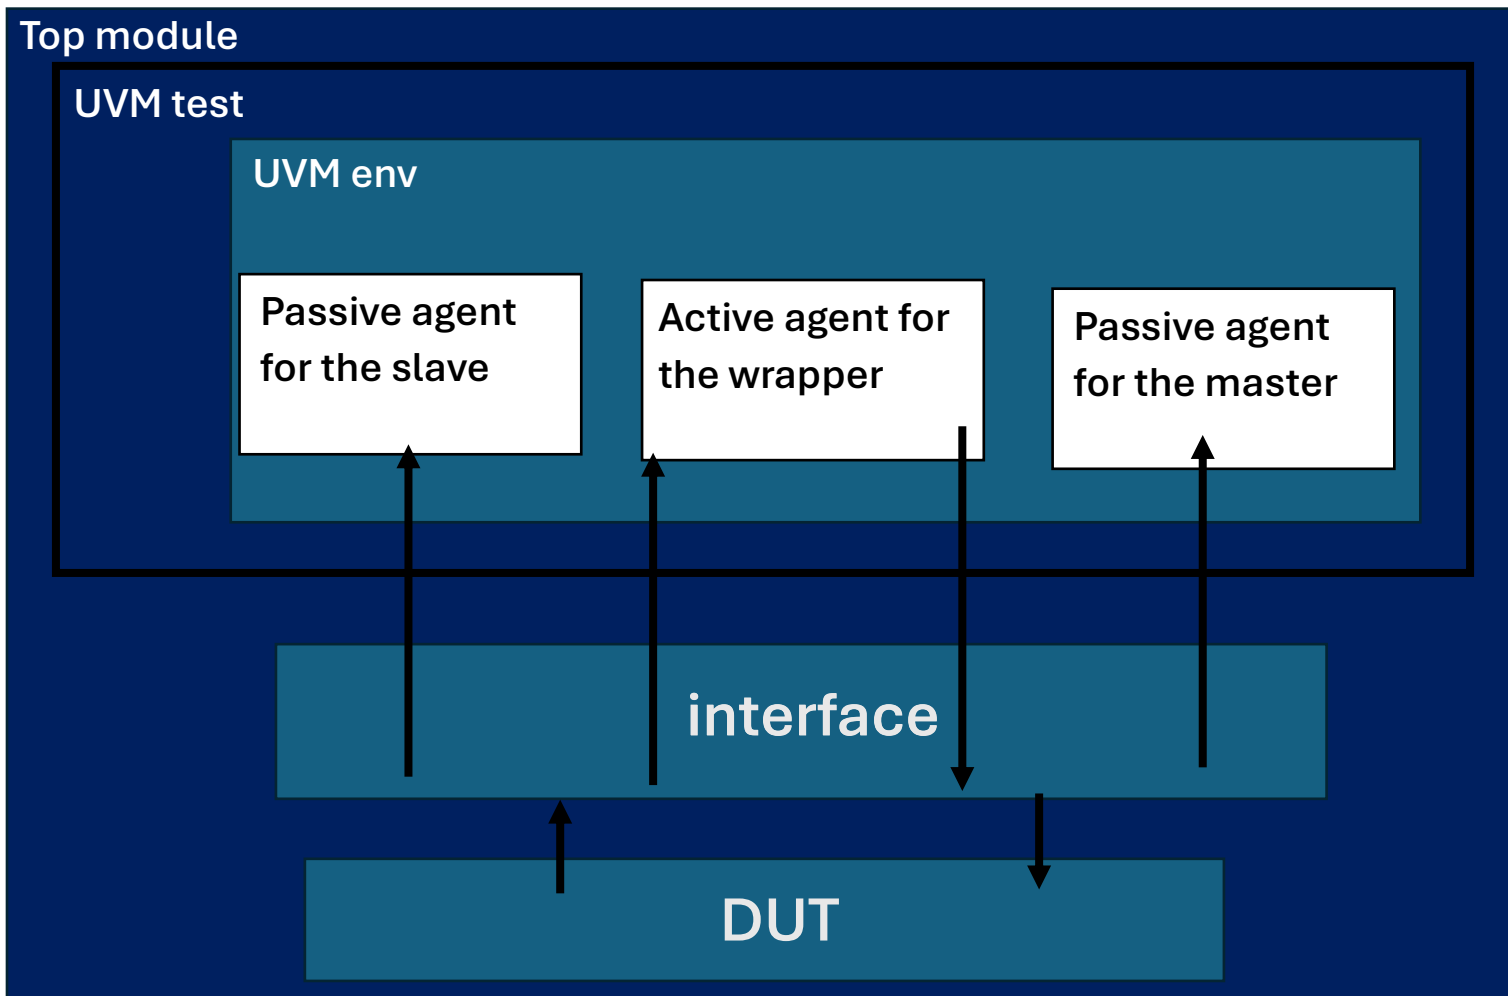 Top module
UVM test
UVM env
Passive agent
for the slave
Active agent for
the wrapper
Passive agent
for the master
interface
DUT